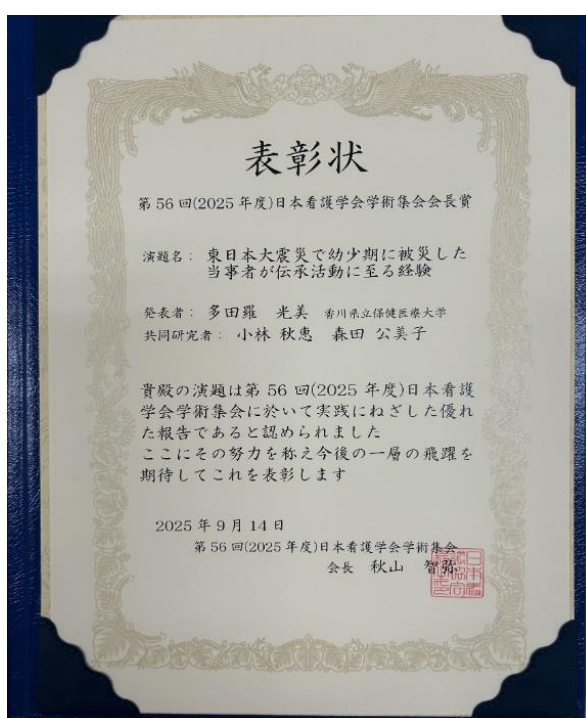 表彰状
第56回(2025年度)日本看護学会学術集会会長賞
演題名： 東日本大震災で幼少期に被災した
当事者が伝承活動に至る経験
発表者： 多田羅 光美 香川県立保健医療大学
共同研究者： 小林 秋恵 森田 公美子
貴殿の演題は第56回(2025年度)日本看護
学会学術集会に於いて実践にねざした優れ
た報告であると認められました
ここにその努力を称え今後の一層の飛躍を
期待してこれを表彰します
2025年9月14日
第56回(2025年度)日本看護学会学術集会
会長 秋山 智弥